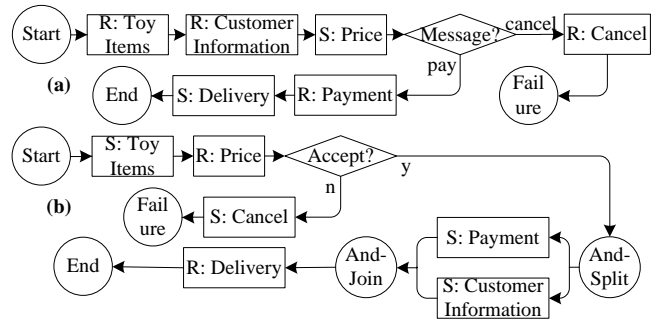 Start
R: Toy
Items
R: Customer
Information
S: Price
Message?
cancel
R: Cancel
pay
(a)
End
S: Delivery
R: Payment
Fail
ure
Start
S: Toy
Items
R: Price
Accept?
y
n
(b)
Fail
ure
S: Cancel
S: Payment
End
R: Delivery
And-
Join
And-
Split
S: Customer
Information